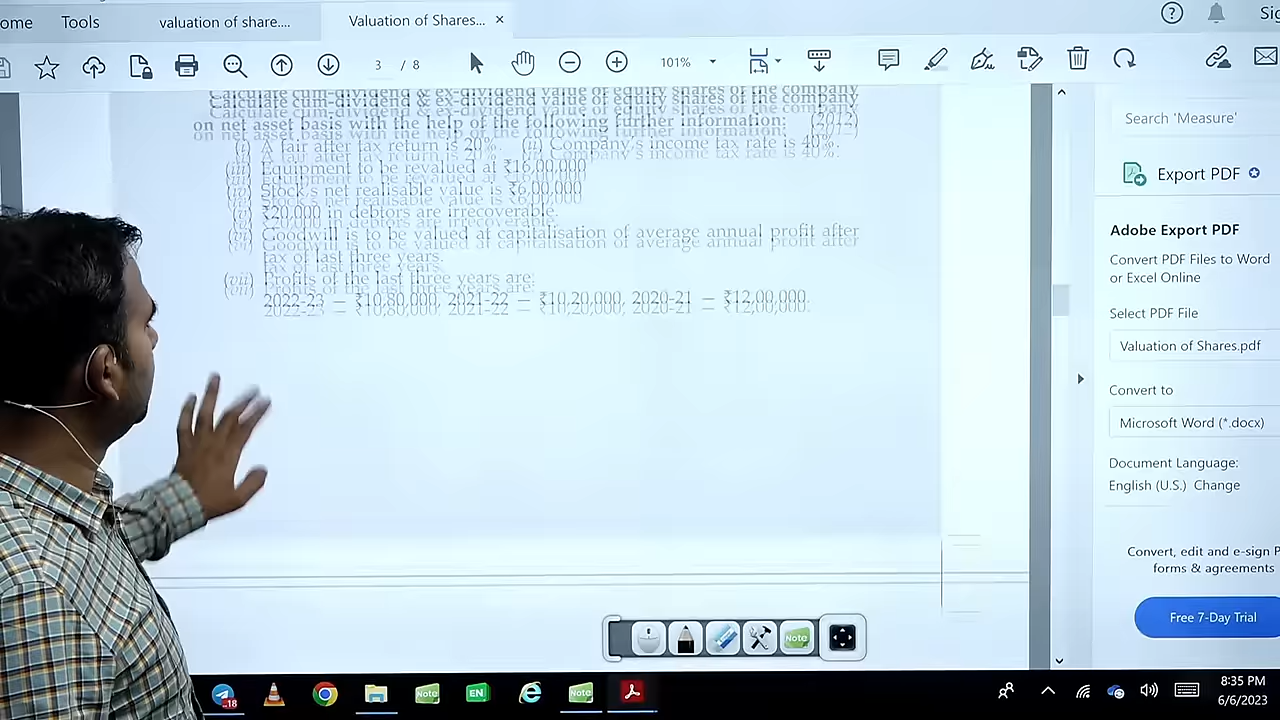 ome Tools valuation of share.... Valuation of Shares... × Sig
3 / 8 101%
Calculate cum-dividend & ex-dividend value of equity shares of the company
on net asset basis with the help of the following further information: (2012)
(i) A fair after tax return is 20%. (ii) Company's income tax rate is 40%.
(iii) Equipment to be revalued at ₹16,00,000
(iv) Stock's net realisable value is ₹6,00,000
(v) ₹20,000 in debtors are irrecoverable.
(vi) Goodwill is to be valued at capitalisation of average annual profit after
tax of last three years.
(vii) Profits of the last three years are:
2022-23 = ₹10,80,000, 2021-22 = ₹10,20,000, 2020-21 = ₹12,00,000.
Search 'Measure'
Export PDF
Adobe Export PDF
Convert PDF Files to Word
or Excel Online
Select PDF File
Valuation of Shares.pdf
Convert to
Microsoft Word (*.docx)
Document Language:
English (U.S.) Change
Convert, edit and e-sign P
forms & agreements
Free 7-Day Trial
Note
18 Note EN Note
8:35 PM
6/6/2023